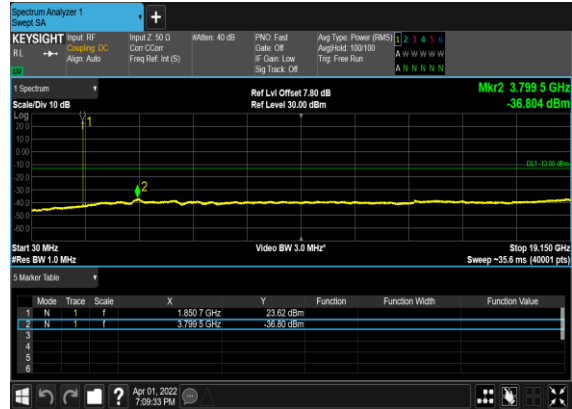 Spectrum Analyzer 1
Swept SA
+
KEYSIGHT Input: RF Input Z: 50 Ω #Atten: 40 dB PNO: Fast Avg Type: Power (RMS) 1 2 3 4 5 6
RL Coupling: DC Corr CCorr Gate: Off Avg|Hold: 100/100 A W W W W W
Align: Auto Freq Ref: Int (S) IF Gain: Low Trig: Free Run
Sig Track: Off A N N N N N
1 Spectrum Ref Lvl Offset 7.80 dB Mkr2 3.799 5 GHz
Scale/Div 10 dB Ref Level 30.00 dBm -36.804 dBm
Log
1
20.0
10.0
0.00
-10.0
DL1 -13.00 dBm
-20.0
-30.0
2
-40.0
-50.0
-60.0
Start 30 MHz Video BW 3.0 MHz* Stop 19.150 GHz
#Res BW 1.0 MHz Sweep ~35.6 ms (40001 pts)
5 Marker Table
Mode Trace Scale X Y Function Function Width Function Value
1 N 1 f 1.850 7 GHz 23.62 dBm
2 N 1 f 3.799 5 GHz -36.80 dBm
3
4
5
6
? Apr 01, 2022
7:09:33 PM